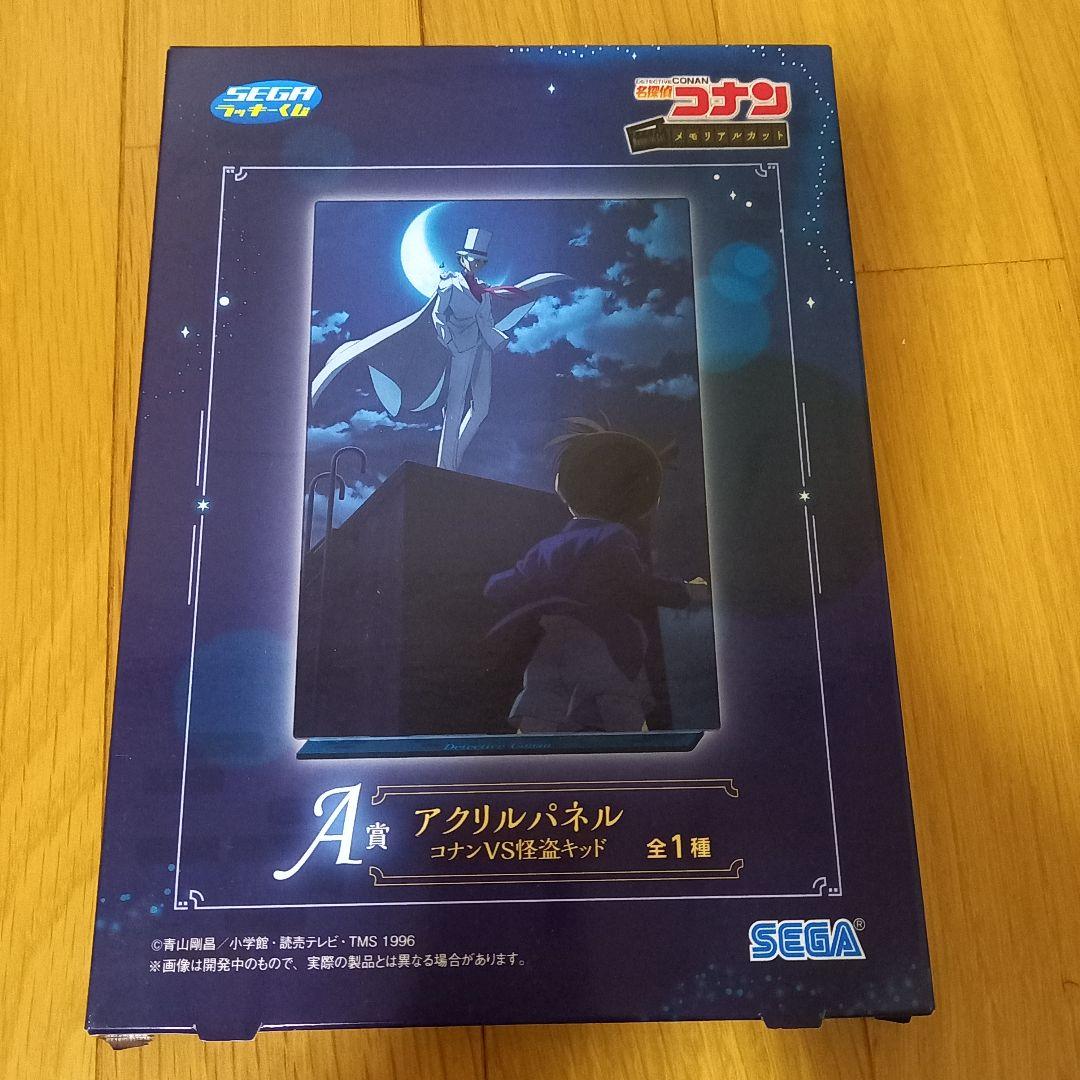 SEGA
ラッキーくじ
DETECTIVE CONAN
名探偵
コナン
メモリアルカット
Detective Conan
A賞
アクリルパネル
コナンVS怪盗キッド 全1種
©青山剛昌／小学館・読売テレビ・TMS 1996
※画像は開発中のもので、実際の製品とは異なる場合があります。
SEGA®